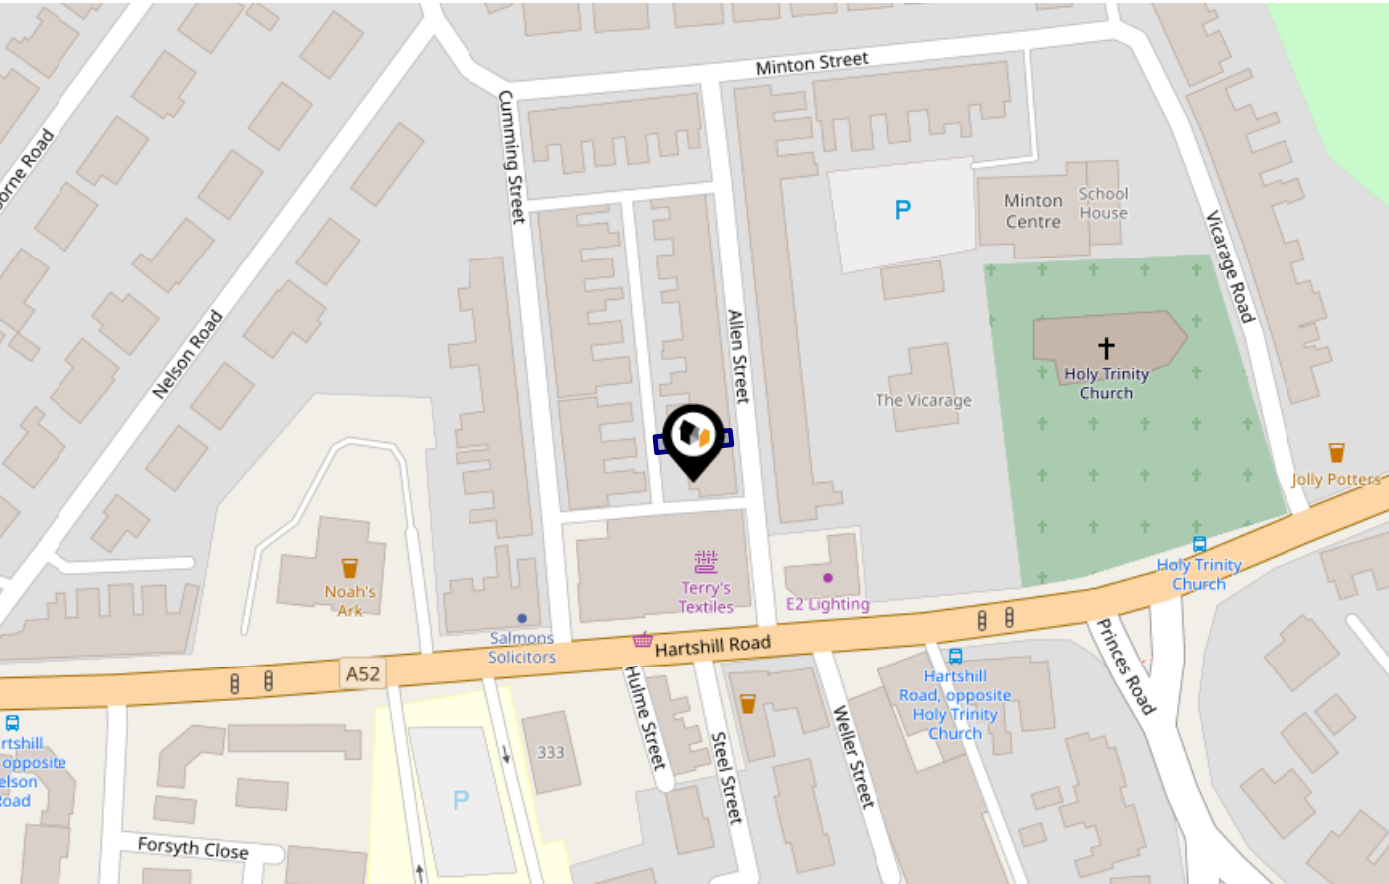 Minton Street
Cumming Street
orne Road
Minton
Centre
School
House
P
Vicarage Road
Nelson Road
Allen Street
Holy Trinity
Church
The Vicarage
Jolly Potters
Noah's
Ark
Terry's
Textiles
E2 Lighting
Holy Trinity
Church
Salmons
Solicitors
Hartshill Road
A52
Princes Road
Hartshill
Road, opposite
Holy Trinity
Church
Hulme Street
rtshill
opposite
elson
Road
Steel Street
Weller Street
333
P
Forsyth Close